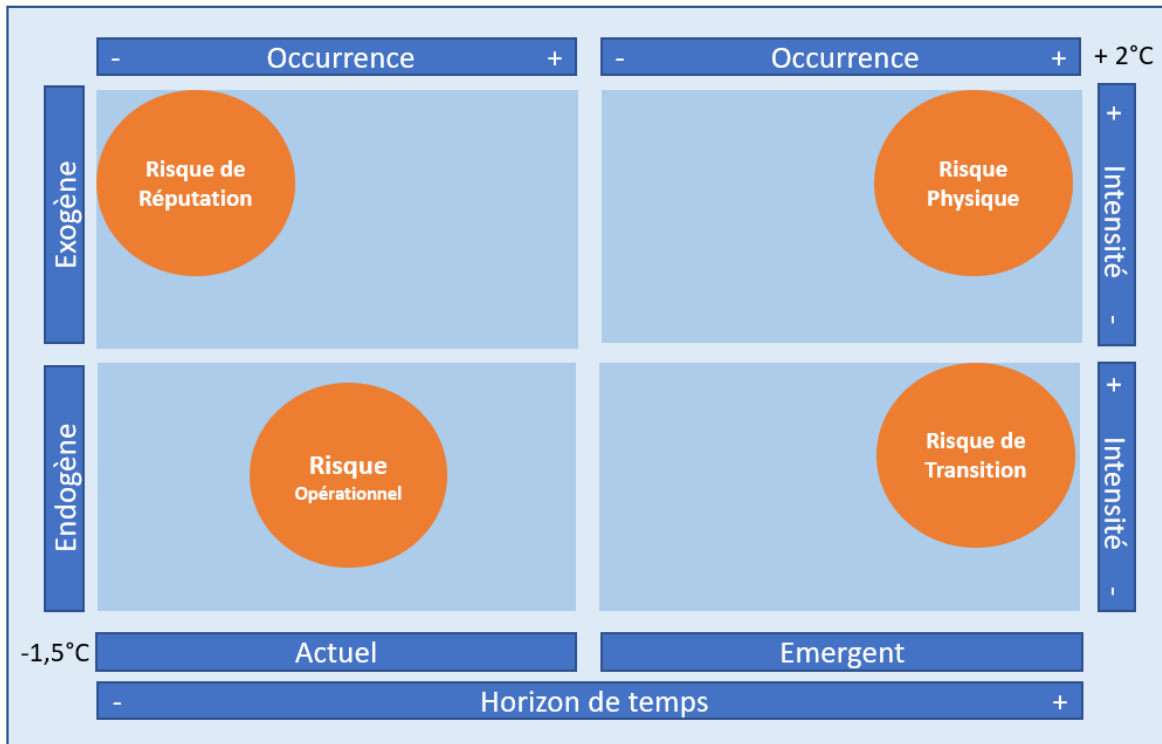 - Occurrence +
- Occurrence +
+ 2°C
Exogène
Risque de
Réputation
Risque
Physique
+ Intensité -
Endogène
Risque
Opérationnel
Risque de
Transition
+ Intensité -
-1,5°C
Actuel
Emergent
- Horizon de temps +